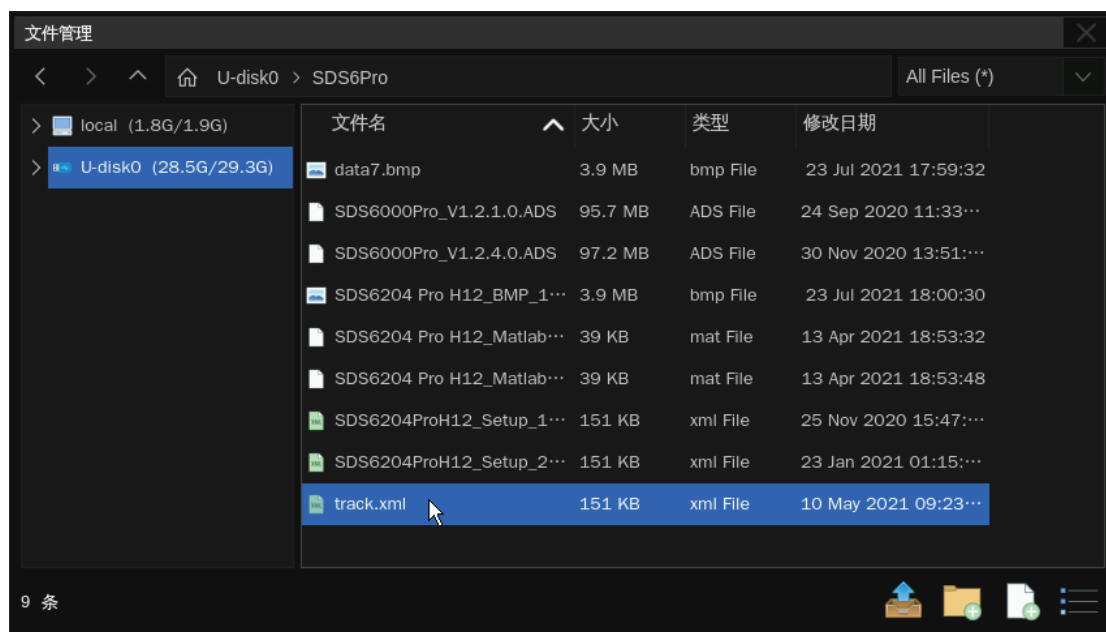 文件管理
U-disk0 > SDS6Pro All Files (*)
local (1.8G/1.9G)
U-disk0 (28.5G/29.3G)
文件名 大小 类型 修改日期
data7.bmp 3.9 MB bmp File 23 Jul 2021 17:59:32
SDS6000Pro_V1.2.1.0.ADS 95.7 MB ADS File 24 Sep 2020 11:33···
SDS6000Pro_V1.2.4.0.ADS 97.2 MB ADS File 30 Nov 2020 13:51:···
SDS6204 Pro H12_BMP_1··· 3.9 MB bmp File 23 Jul 2021 18:00:30
SDS6204 Pro H12_Matlab··· 39 KB mat File 13 Apr 2021 18:53:32
SDS6204 Pro H12_Matlab··· 39 KB mat File 13 Apr 2021 18:53:48
SDS6204ProH12_Setup_1··· 151 KB xml File 25 Nov 2020 15:47:···
SDS6204ProH12_Setup_2··· 151 KB xml File 23 Jan 2021 01:15:···
track.xml 151 KB xml File 10 May 2021 09:23···
9 条